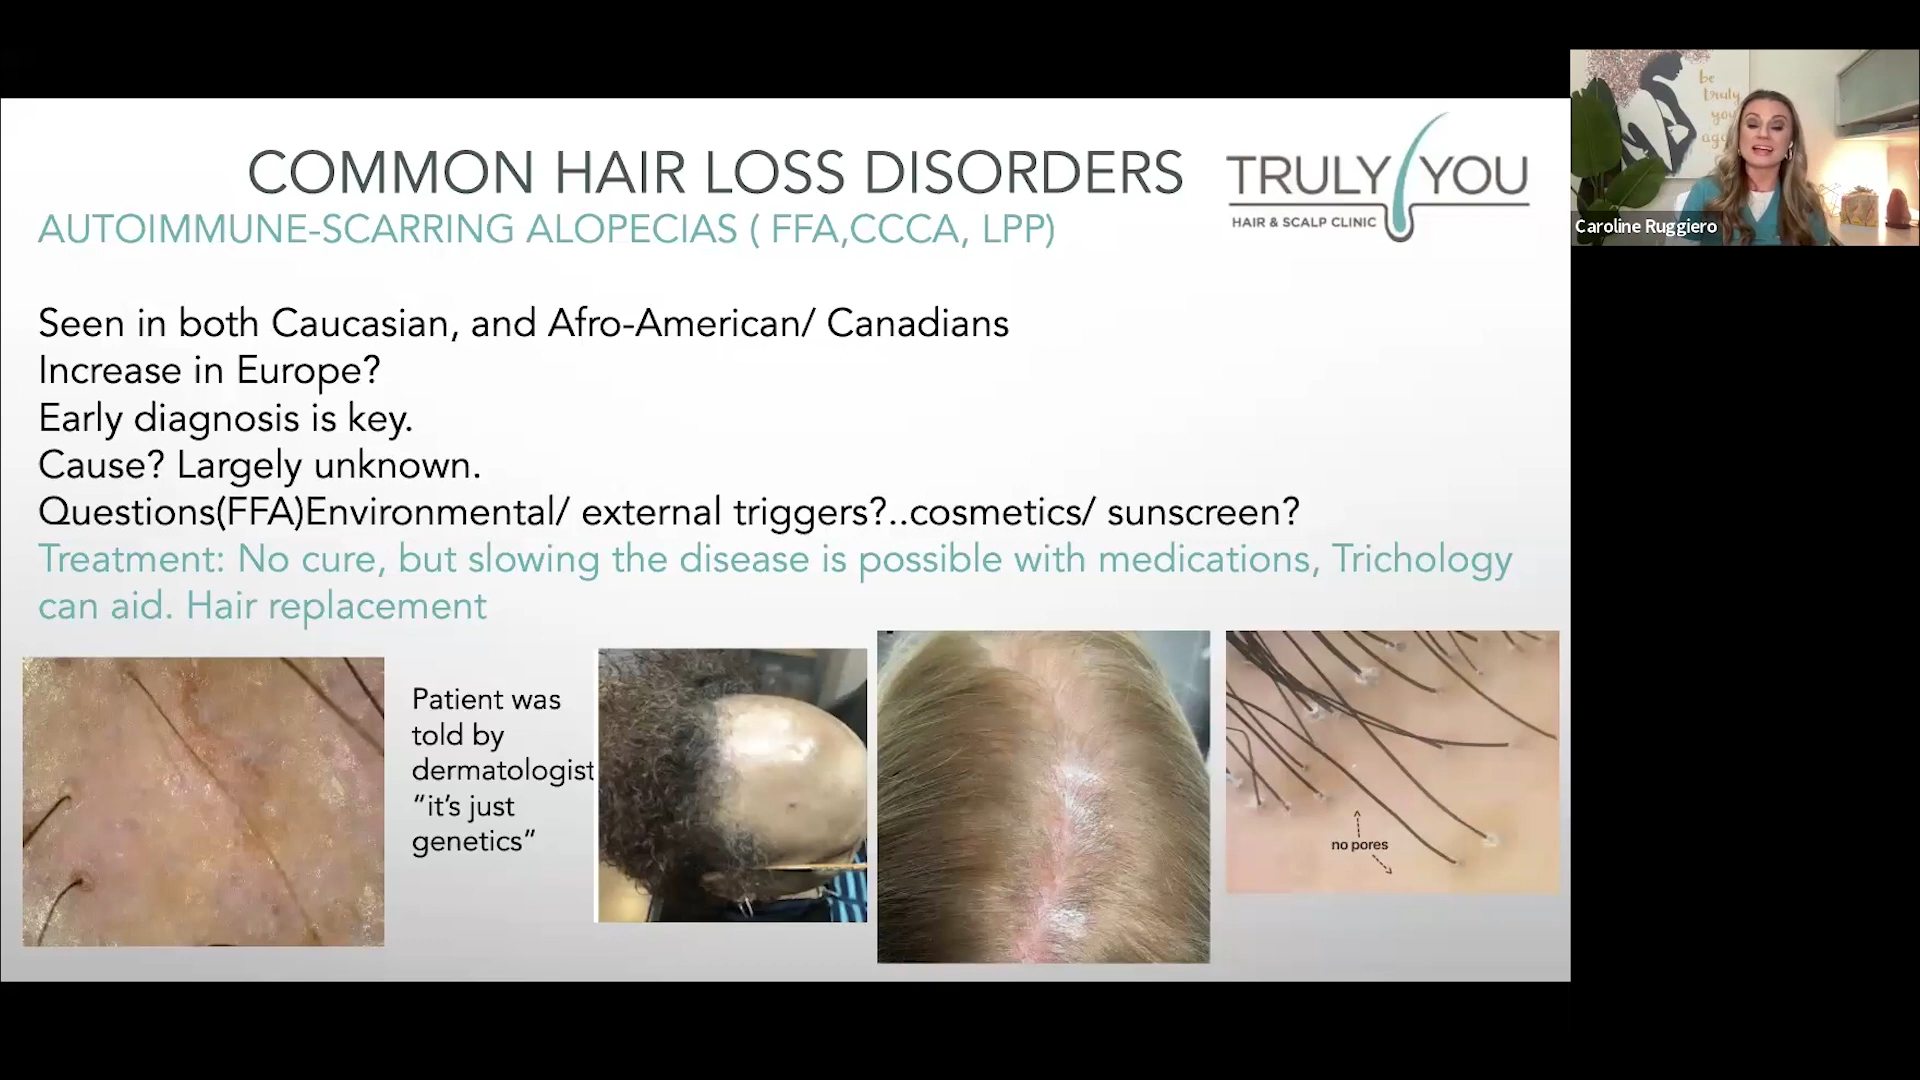 COMMON HAIR LOSS DISORDERS
AUTOIMMUNE-SCARRING ALOPECIAS ( FFA,CCCA, LPP)
TRULY YOU
HAIR & SCALP CLINIC
Seen in both Caucasian, and Afro-American/ Canadians
Increase in Europe?
Early diagnosis is key.
Cause? Largely unknown.
Questions(FFA)Environmental/ external triggers?..cosmetics/ sunscreen?
Treatment: No cure, but slowing the disease is possible with medications, Trichology
can aid. Hair replacement
Patient was
told by
dermatologist
“it’s just
genetics”
no pores
be
truly
you
Caroline Ruggiero